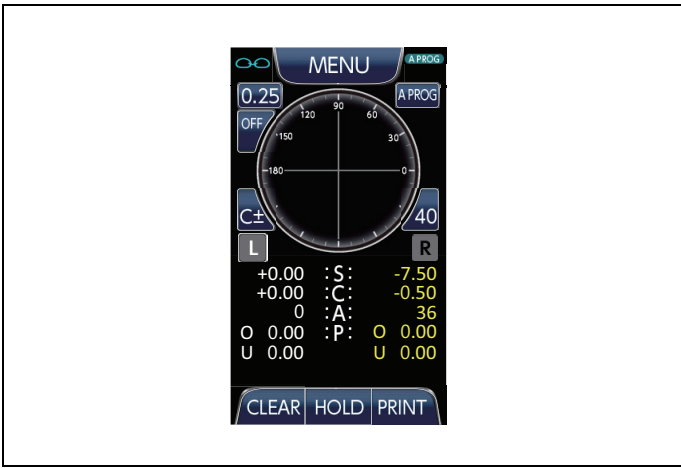 MENU A PROG
0.25 A PROG
OFF
120 90 60
150 30
180 0
C± 40
L R
+0.00 :S: -7.50
+0.00 :C: -0.50
0 :A: 36
O 0.00 :P: O 0.00
U 0.00 U 0.00
CLEAR HOLD PRINT